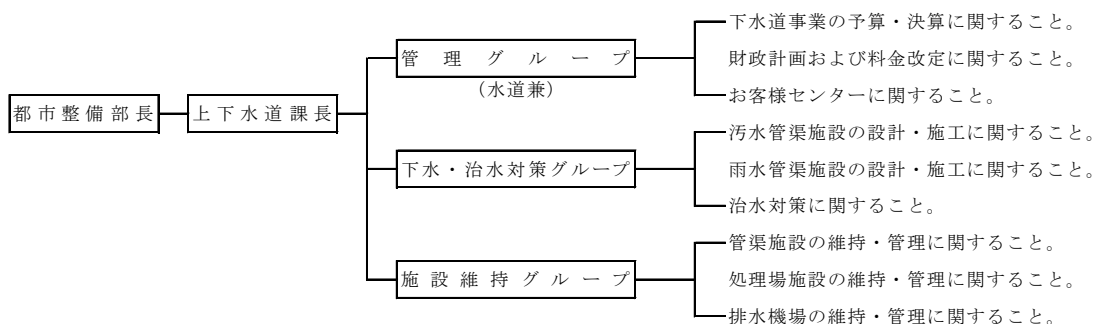 都市整備部長
上下水道課長
管理グループ
(水道兼)
下水道事業の予算・決算に関すること。
財政計画および料金改定に関すること。
お客様センターに関すること。
下水・治水対策グループ
汚水管渠施設の設計・施工に関すること。
雨水管渠施設の設計・施工に関すること。
治水対策に関すること。
施設維持グループ
管渠施設の維持・管理に関すること。
処理場施設の維持・管理に関すること。
排水機場の維持・管理に関すること。